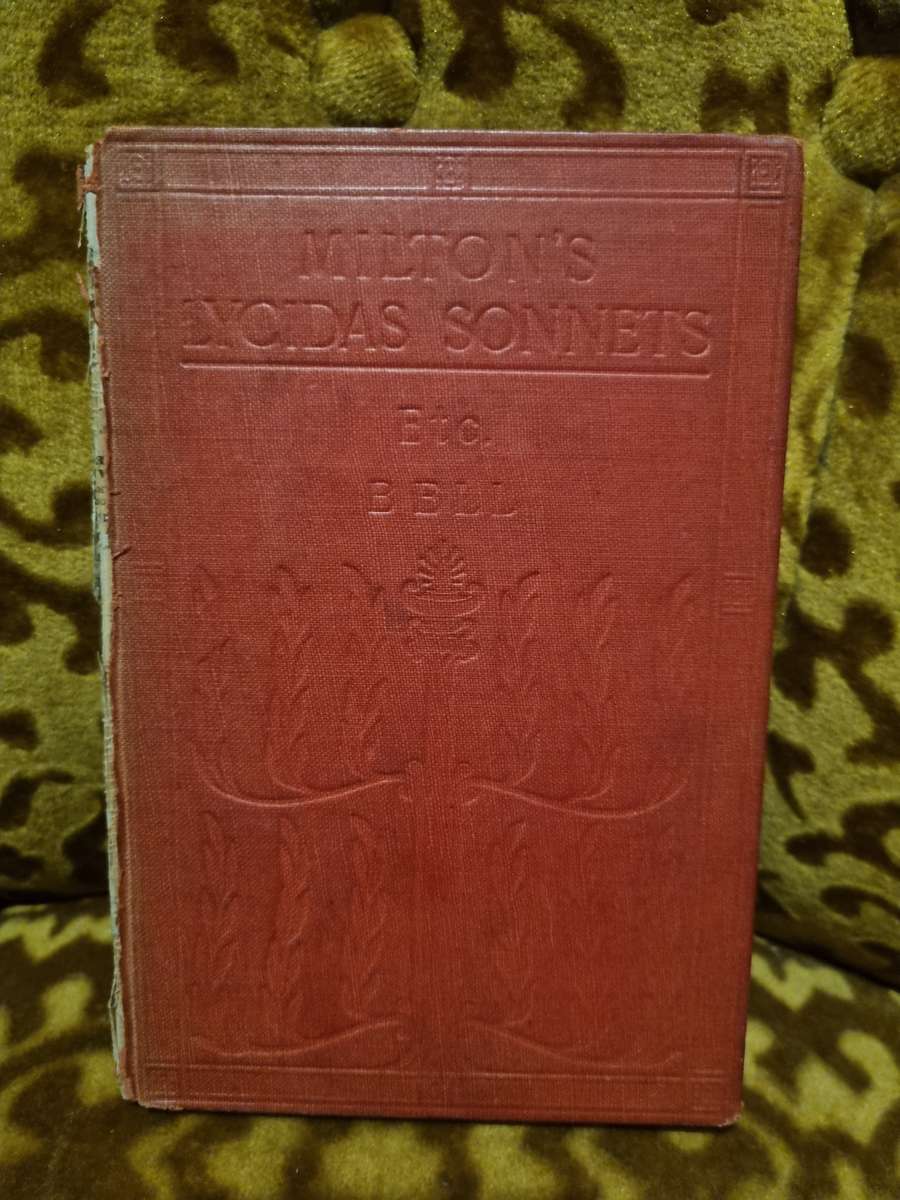 MILTON'S
LYCIDAS SONNETS
Etc.
BELL